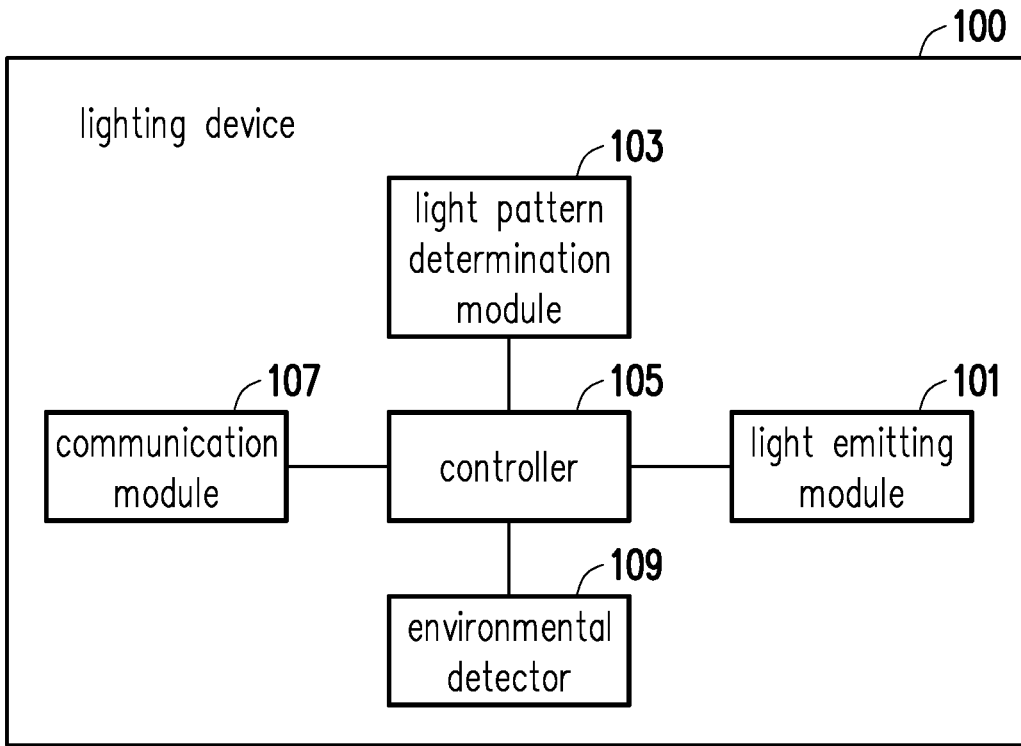 100
lighting device
103
light pattern
determination
module
107
communication
module
105
controller
101
light emitting
module
109
environmental
detector